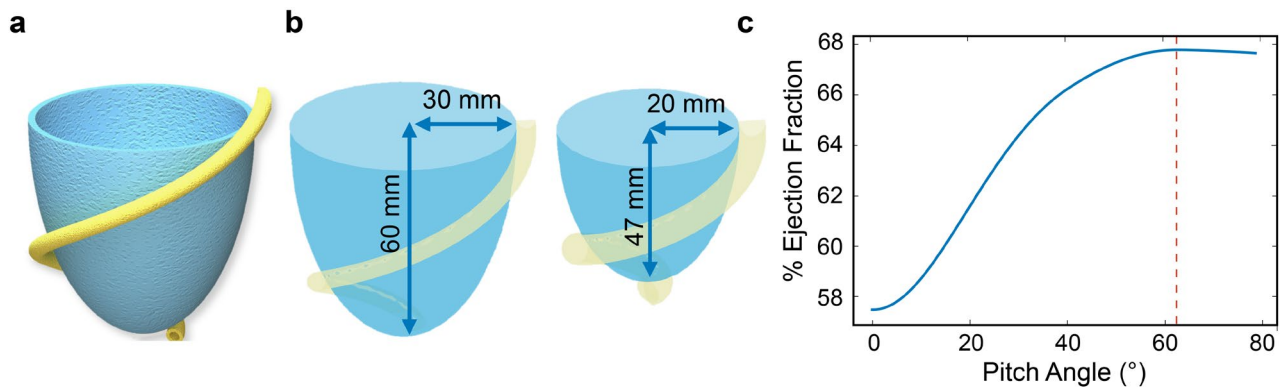 a
b
c
30 mm
60 mm
20 mm
47 mm
% Ejection Fraction
68
66
64
62
60
58
0 20 40 60 80
Pitch Angle (°)